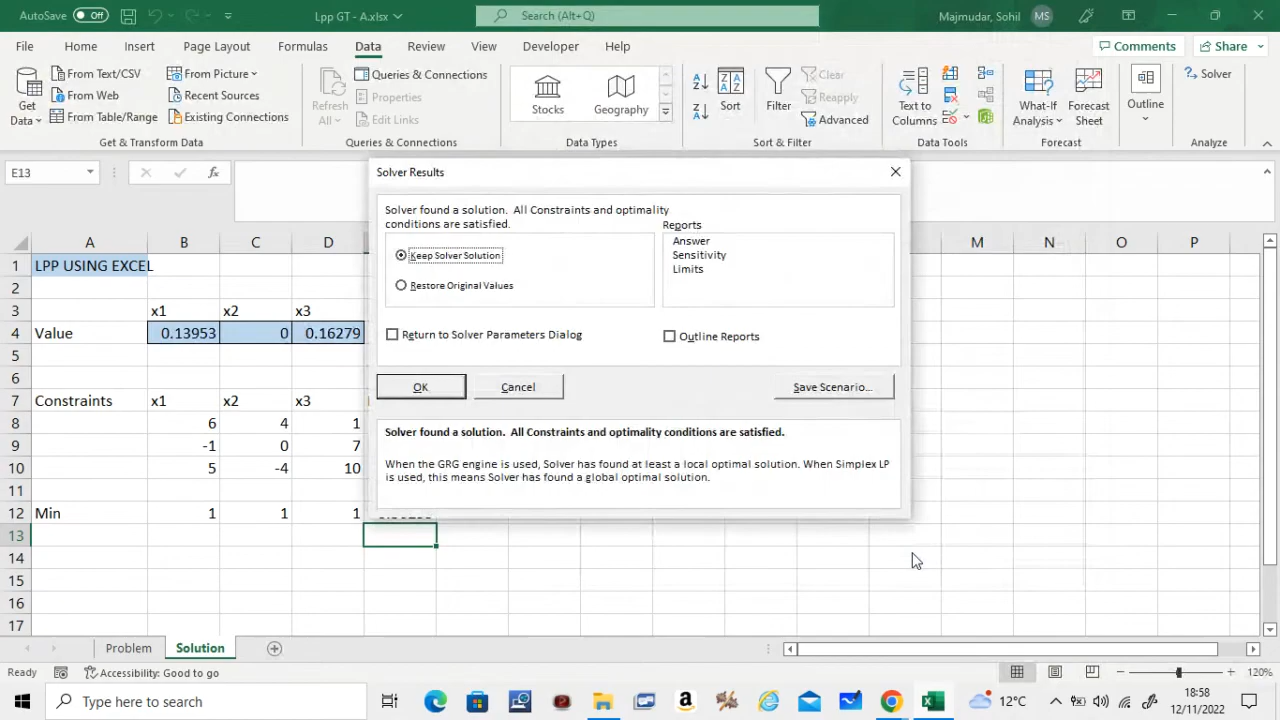 AutoSave Off Lpp GT - A.xlsx Search (Alt+Q) Majmudar, Sohil MS
File Home Insert Page Layout Formulas Data Review View Developer Help Comments Share
Get Data
From Text/CSV
From Web
From Table/Range
From Picture
Recent Sources
Existing Connections
Refresh All
Queries & Connections
Properties
Edit Links
Stocks Geography
Sort
Filter
Clear
Reapply
Advanced
Text to Columns
What-If Analysis
Forecast Sheet
Outline
Solver
Get & Transform Data Queries & Connections Data Types Sort & Filter Data Tools Forecast Analyze
E13 fx
Solver Results
Solver found a solution. All Constraints and optimality
conditions are satisfied.
Keep Solver Solution
Restore Original Values
Reports
Answer
Sensitivity
Limits
Return to Solver Parameters Dialog
Outline Reports
OK Cancel Save Scenario...
Solver found a solution. All Constraints and optimality conditions are satisfied.
When the GRG engine is used, Solver has found at least a local optimal solution. When Simplex LP
is used, this means Solver has found a global optimal solution.
A B C D M N O P
1 LPP USING EXCEL
2
3 x1 x2 x3
4 Value 0.13953 0 0.16279
5
6
7 Constraints x1 x2 x3
8 6 4 1
9 -1 0 7
10 5 -4 10
11
12 Min 1 1 1
13
14
15
16
17
Problem Solution
Ready Accessibility: Good to go 120%
Type here to search 12°C 18:58
12/11/2022